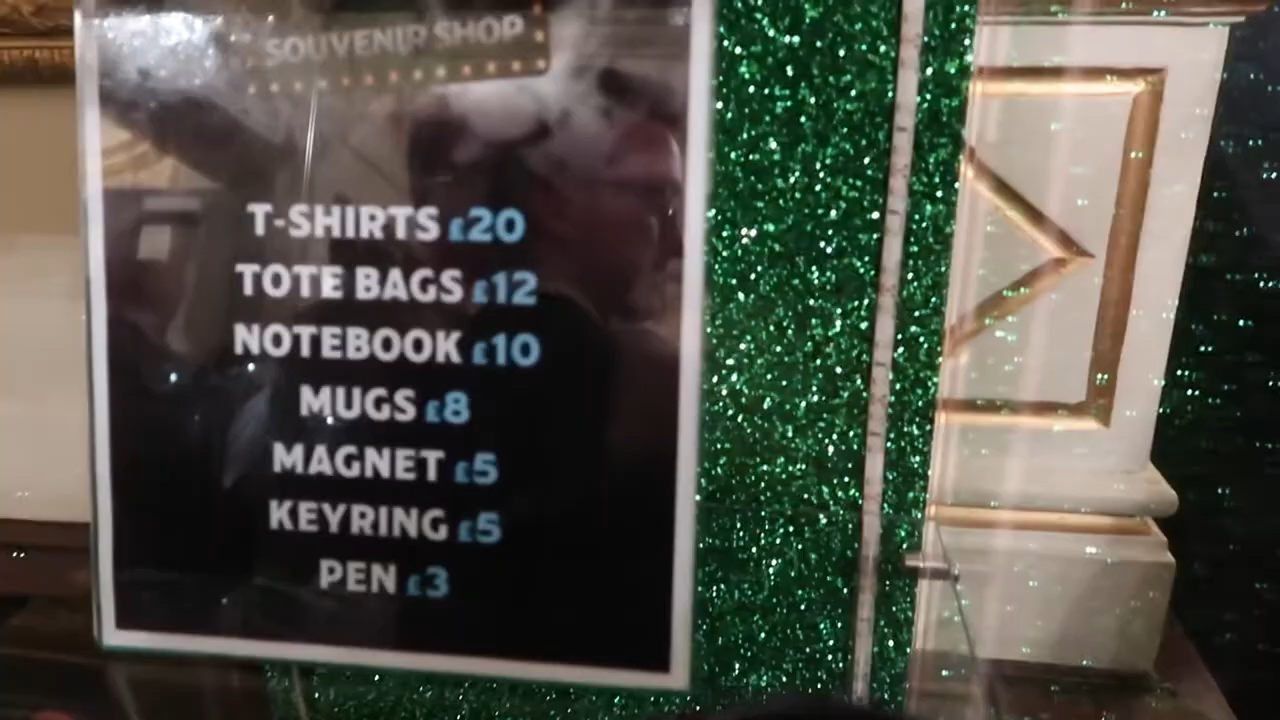 SOUVENIR SHOP
T-SHIRTS £20
TOTE BAGS £12
NOTEBOOK £10
MUGS £8
MAGNET £5
KEYRING £5
PEN £3